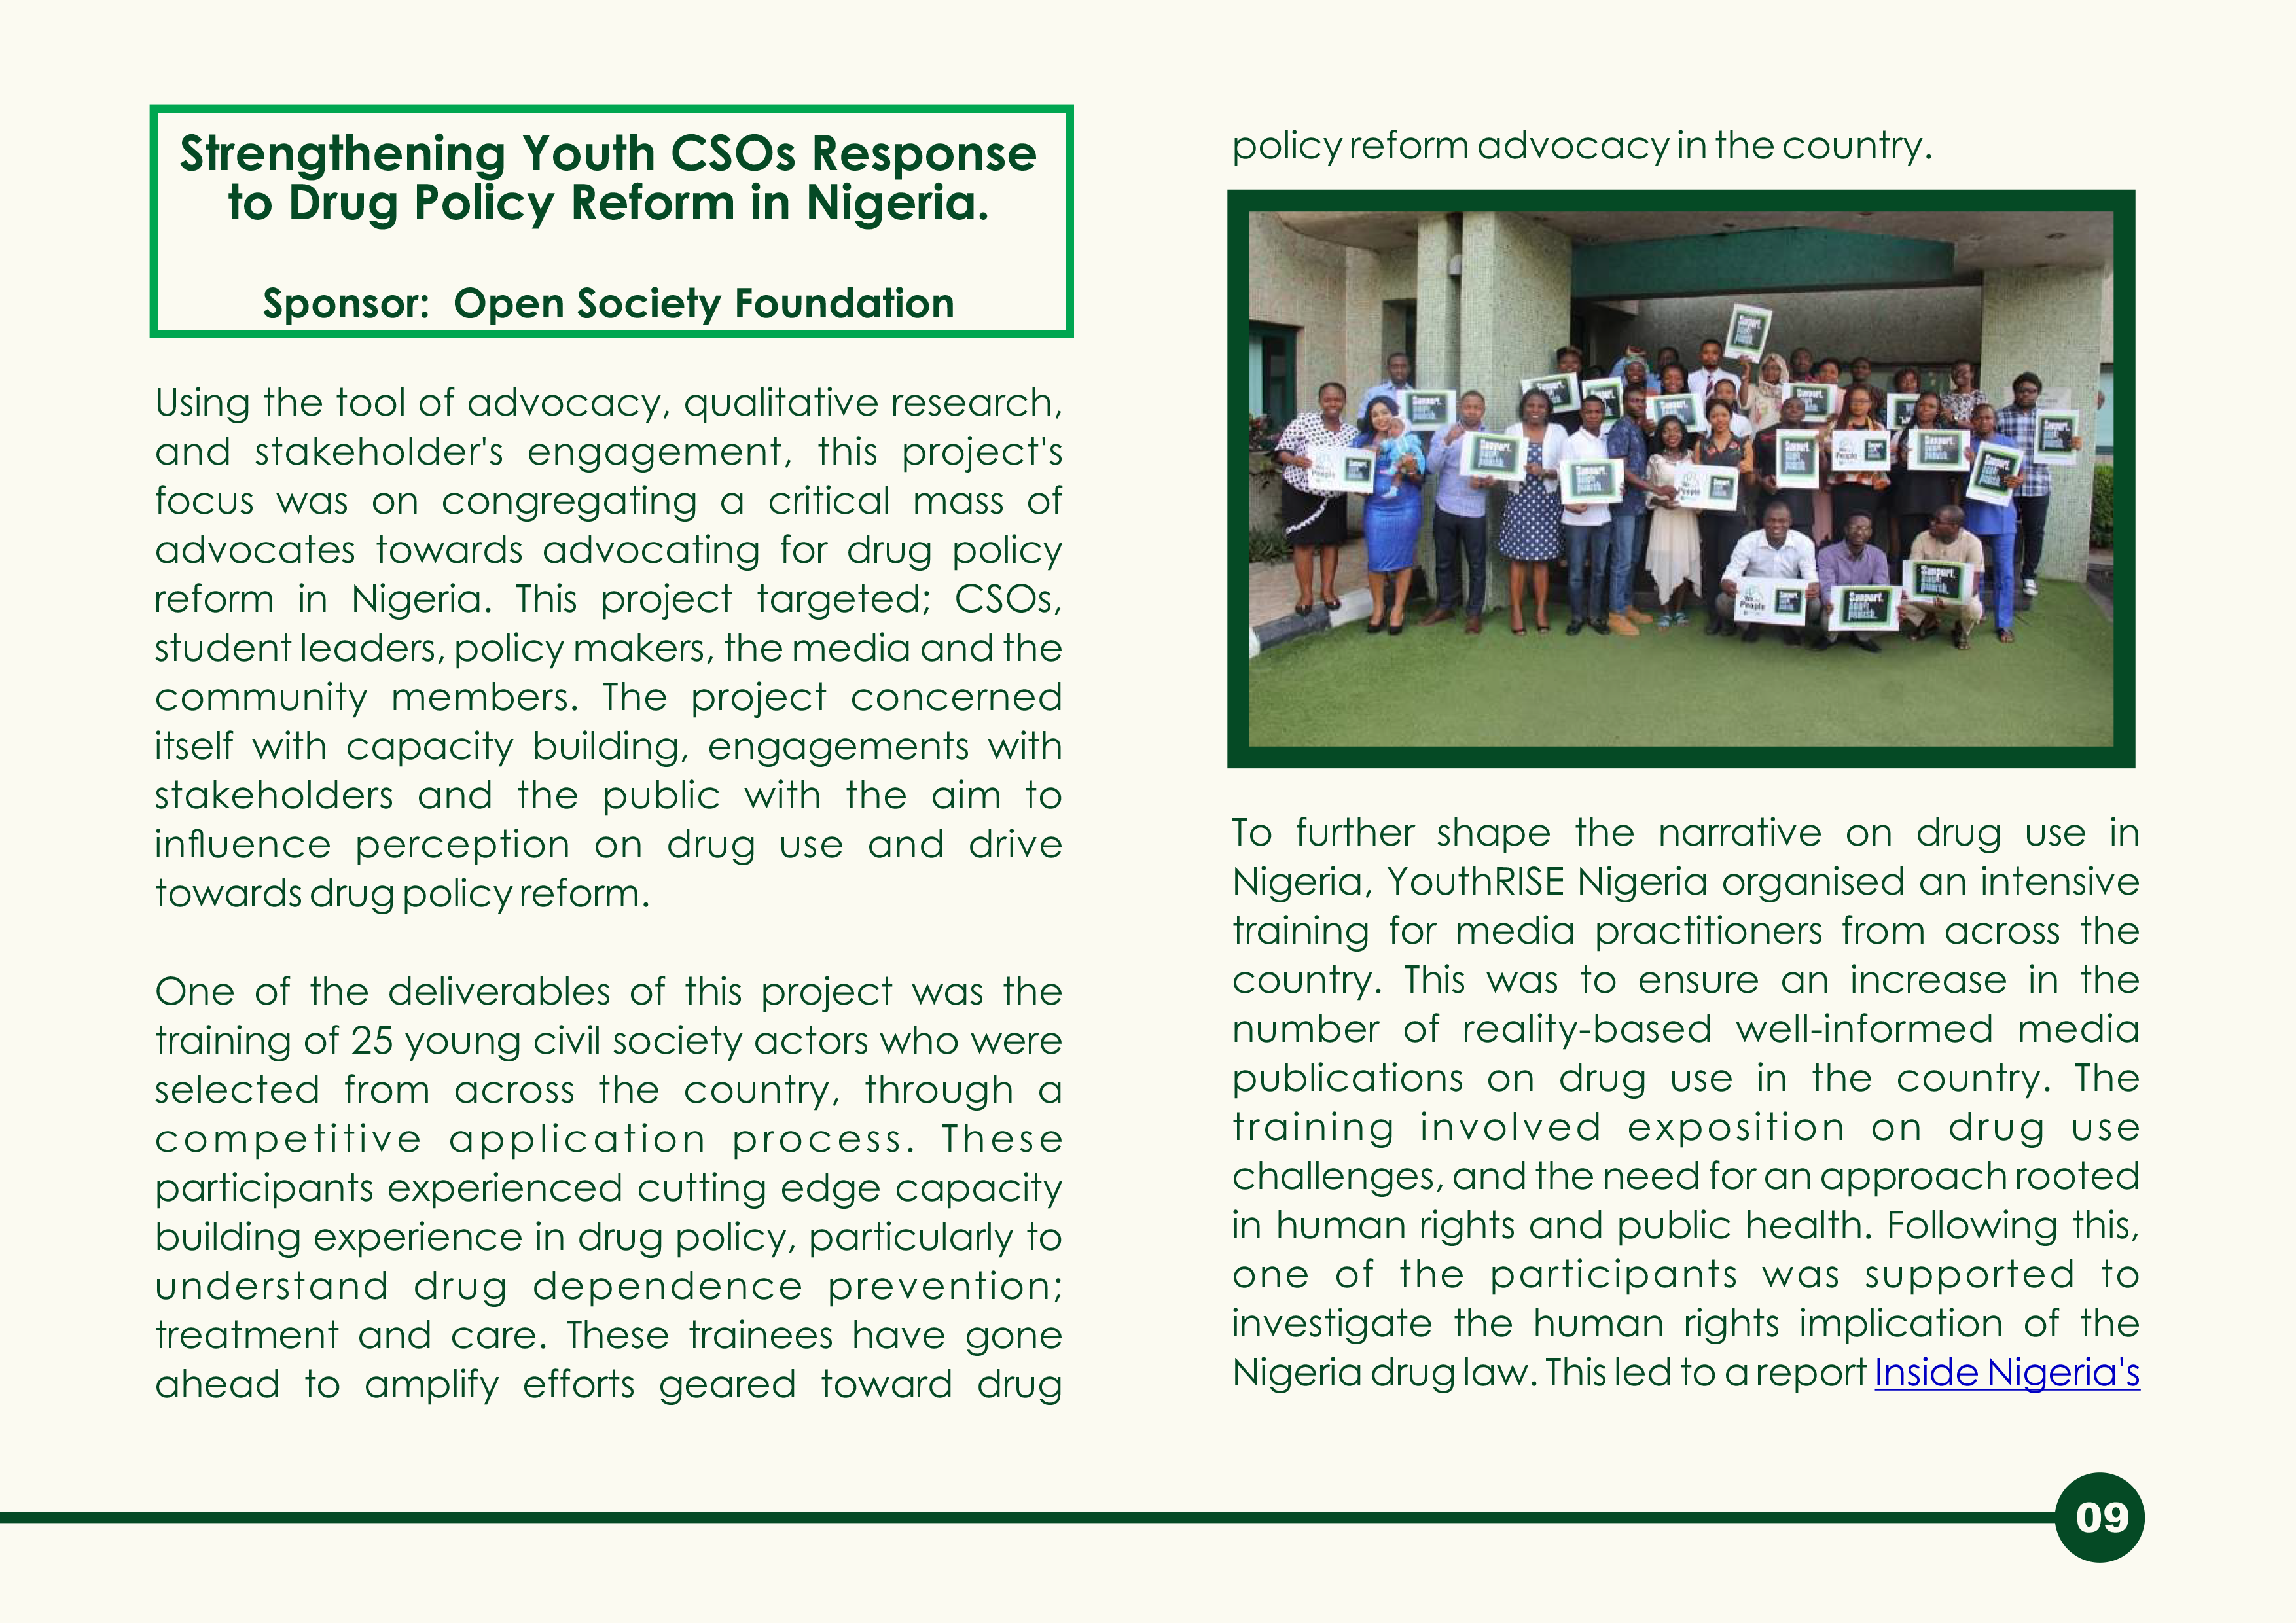 Strengthening Youth CSOs Response
to Drug Policy Reform in Nigeria.
Sponsor: Open Society Foundation
Using the tool of advocacy, qualitative research,
and stakeholder's engagement, this project's
focus was on congregating a critical mass of
advocates towards advocating for drug policy
reform in Nigeria. This project targeted; CSOs,
student leaders, policy makers, the media and the
community members. The project concerned
itself with capacity building, engagements with
stakeholders and the public with the aim to
influence perception on drug use and drive
towards drug policy reform.
One of the deliverables of this project was the
training of 25 young civil society actors who were
selected from across the country, through a
competitive application process. These
participants experienced cutting edge capacity
building experience in drug policy, particularly to
understand drug dependence prevention;
treatment and care. These trainees have gone
ahead to amplify efforts geared toward drug
policy reform advocacy in the country.
Support.
Don't
Punish.
We
People
To further shape the narrative on drug use in
Nigeria, YouthRISE Nigeria organised an intensive
training for media practitioners from across the
country. This was to ensure an increase in the
number of reality-based well-informed media
publications on drug use in the country. The
training involved exposition on drug use
challenges, and the need for an approach rooted
in human rights and public health. Following this,
one of the participants was supported to
investigate the human rights implication of the
Nigeria drug law. This led to a report Inside Nigeria's
09